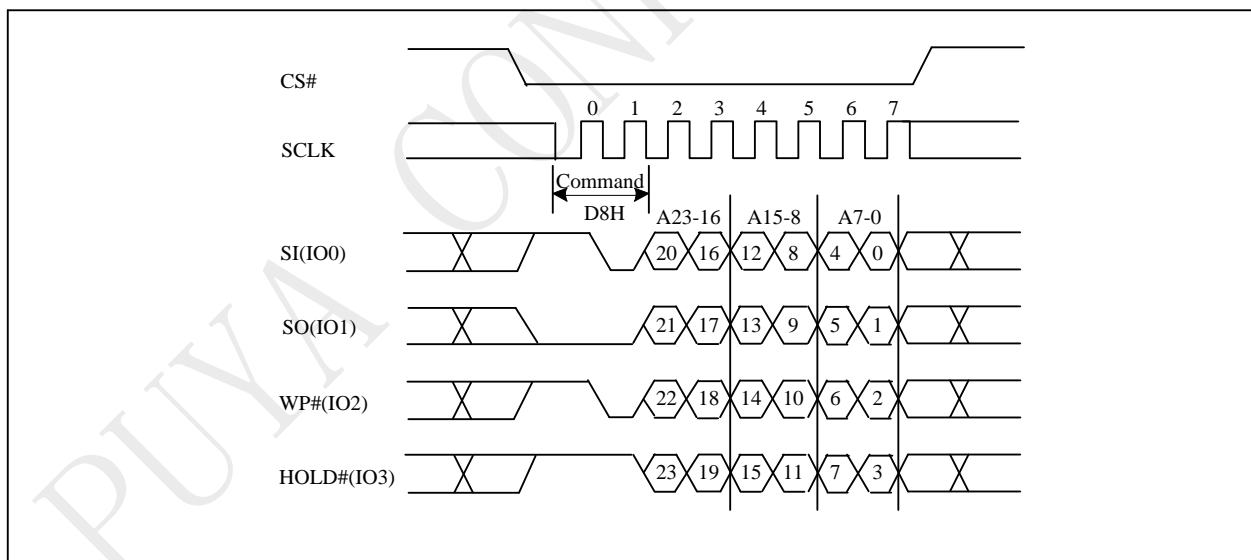 PUYA CONF
CS#
0 1 2 3 4 5 6 7
SCLK
Command
D8H
A23-16 A15-8 A7-0
SI(IO0)
20 16 12 8 4 0
SO(IO1)
21 17 13 9 5 1
WP#(IO2)
22 18 14 10 6 2
HOLD#(IO3)
23 19 15 11 7 3